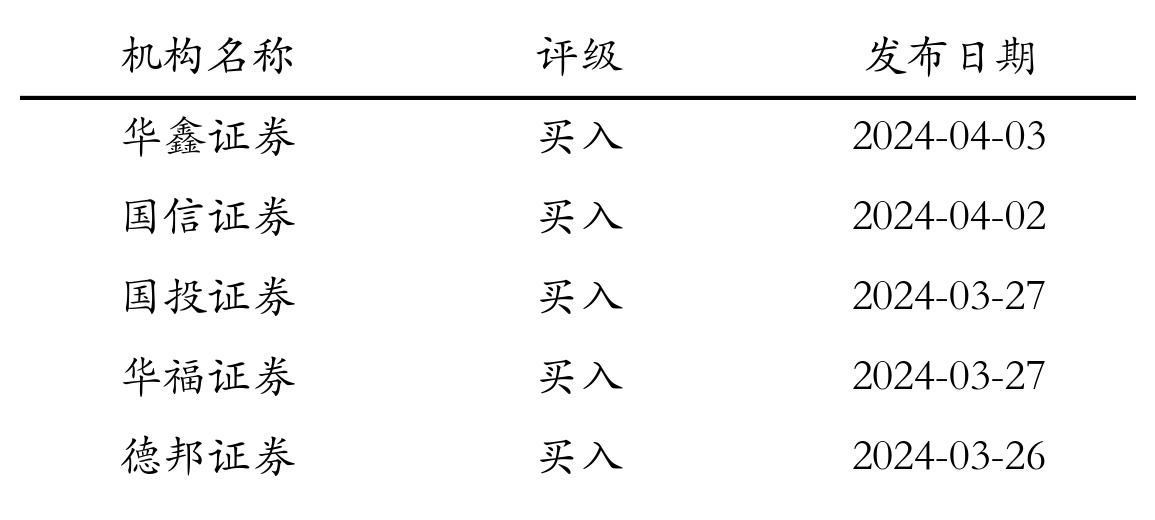 机构名称 评级 发布日期
华鑫证券 买入 2024-04-03
国信证券 买入 2024-04-02
国投证券 买入 2024-03-27
华福证券 买入 2024-03-27
德邦证券 买入 2024-03-26